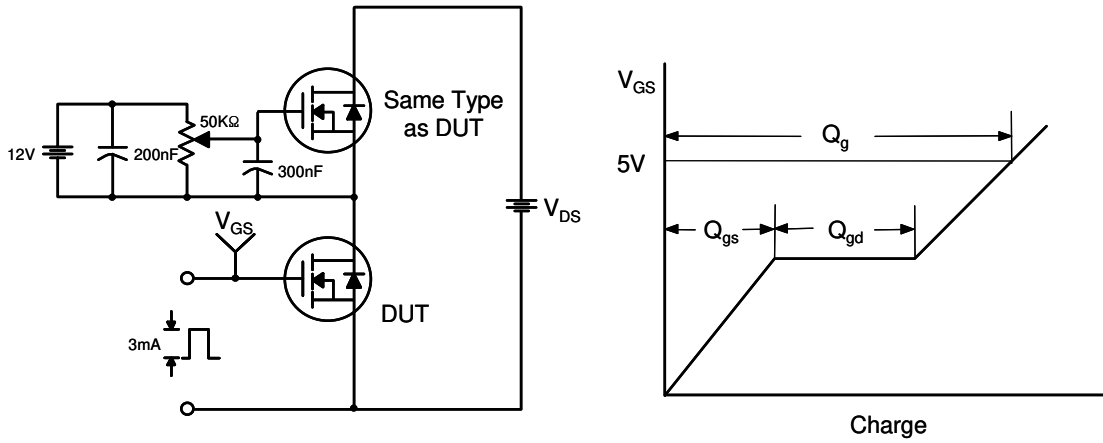 12V
200nF
50KΩ
300nF
Same Type
as DUT
V_DS
V_GS
DUT
3mA
V_GS
Q_g
5V
Q_gs
Q_gd
Charge